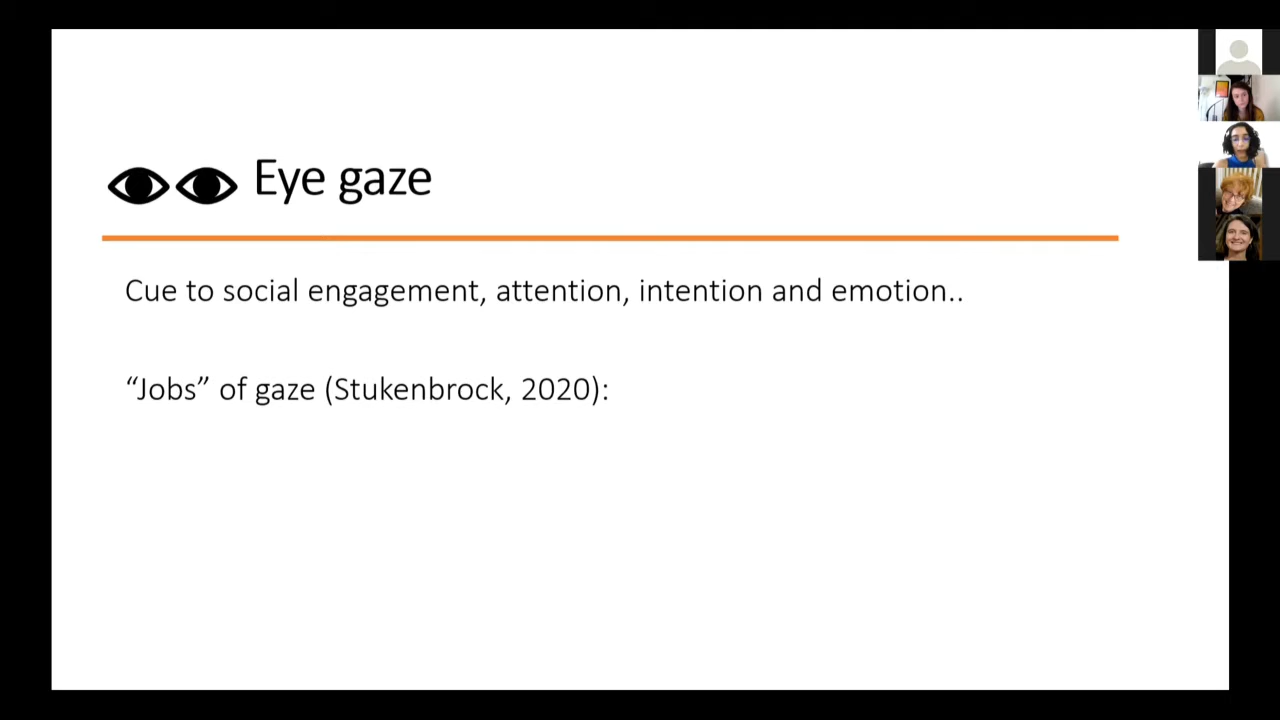 Eye gaze
Cue to social engagement, attention, intention and emotion..
“Jobs” of gaze (Stukenbrock, 2020):